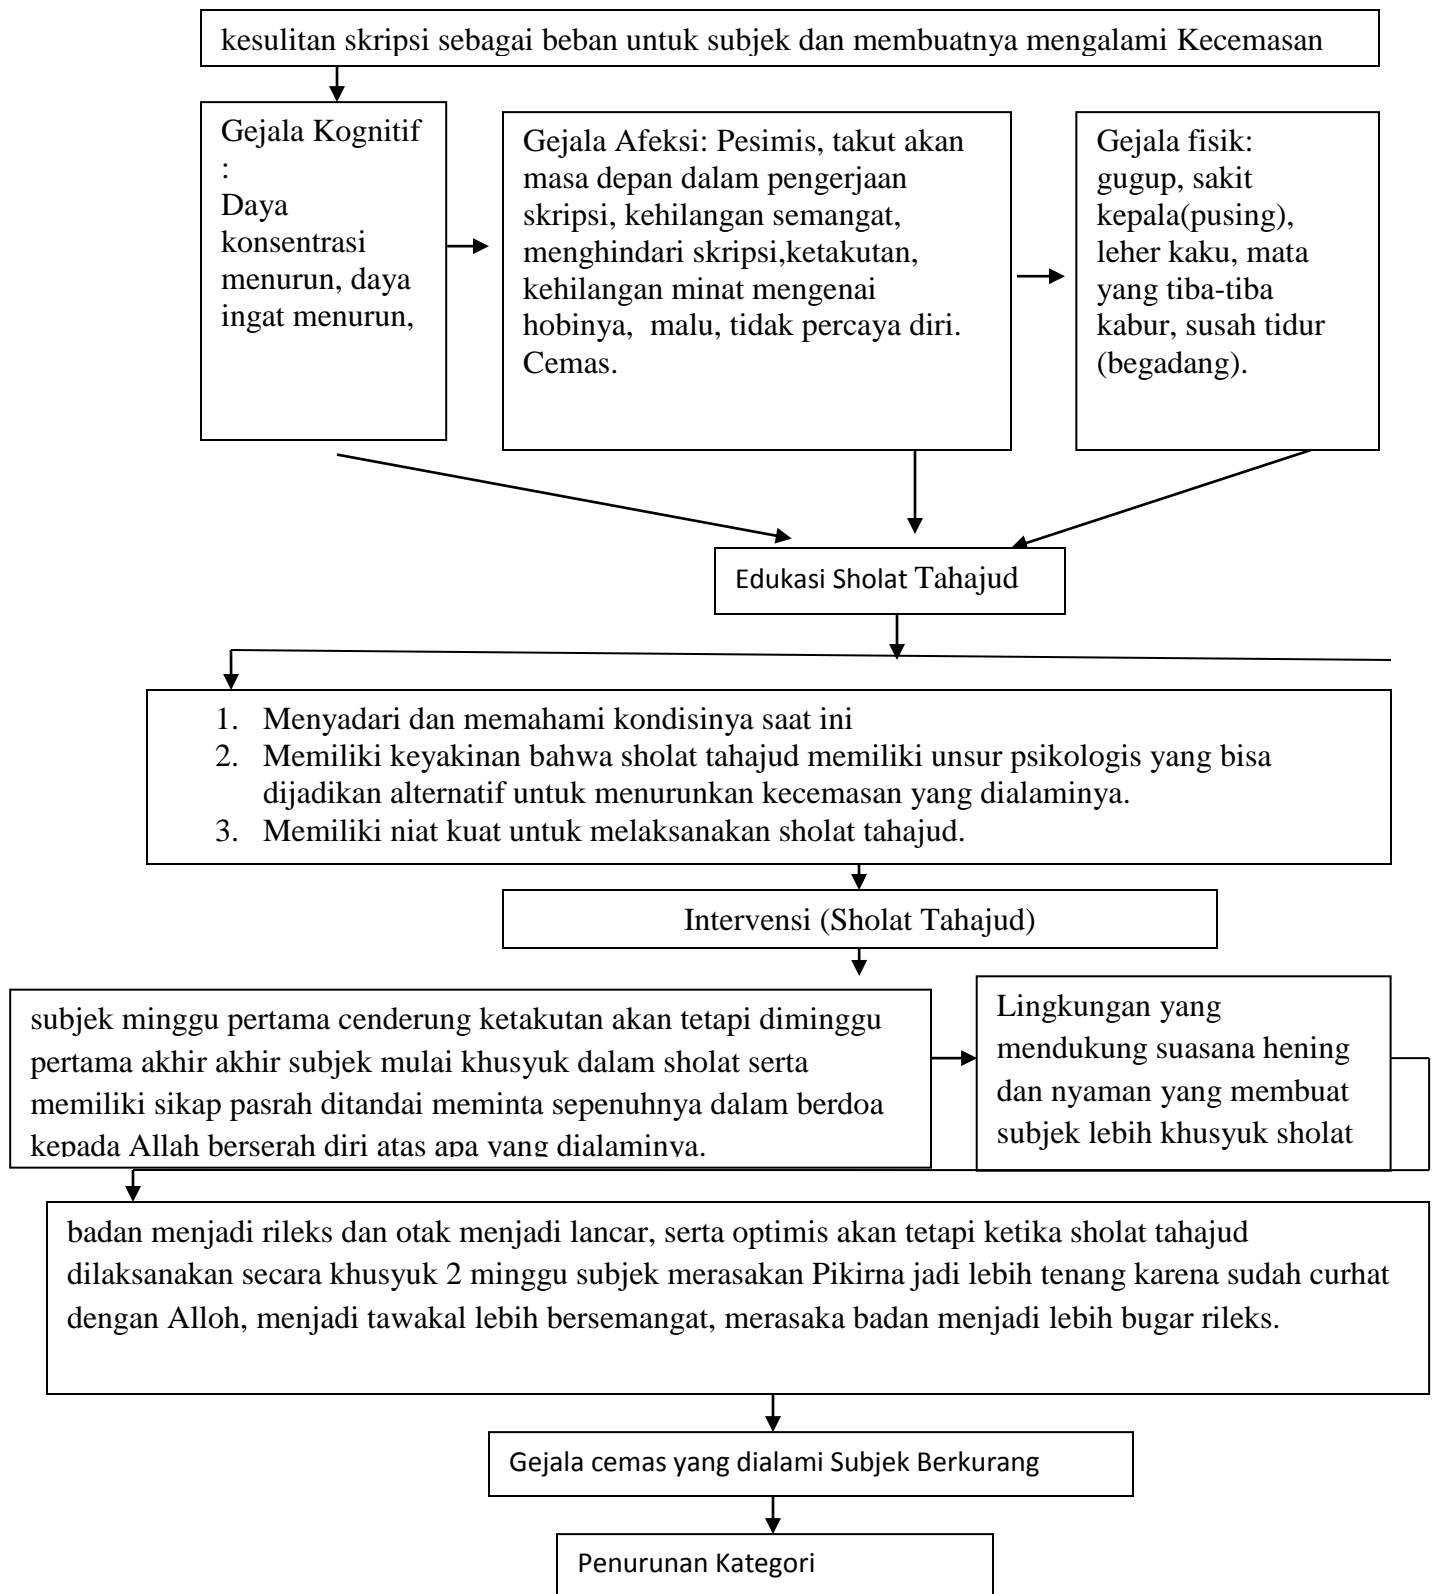 kesulitan skripsi sebagai beban untuk subjek dan membuatnya mengalami Kecemasan
Gejala Kognitif
:
Daya
konsentrasi
menurun, daya
ingat menurun,
Gejala Afeksi: Pesimis, takut akan
masa depan dalam pengerjaan
skripsi, kehilangan semangat,
menghindari skripsi,ketakutan,
kehilangan minat mengenai
hobinya, malu, tidak percaya diri.
Cemas.
Gejala fisik:
gugup, sakit
kepala(pusing),
leher kaku, mata
yang tiba-tiba
kabur, susah tidur
(begadang).
Edukasi Sholat Tahajud
1. Menyadari dan memahami kondisinya saat ini
2. Memiliki keyakinan bahwa sholat tahajud memiliki unsur psikologis yang bisa
dijadikan alternatif untuk menurunkan kecemasan yang dialaminya.
3. Memiliki niat kuat untuk melaksanakan sholat tahajud.
Intervensi (Sholat Tahajud)
subjek minggu pertama cenderung ketakutan akan tetapi diminggu
pertama akhir akhir subjek mulai khusyuk dalam sholat serta
memiliki sikap pasrah ditandai meminta sepenuhnya dalam berdoa
kepada Allah berserah diri atas apa yang dialaminya.
Lingkungan yang
mendukung suasana hening
dan nyaman yang membuat
subjek lebih khusyuk sholat
badan menjadi rileks dan otak menjadi lancar, serta optimis akan tetapi ketika sholat tahajud
dilaksanakan secara khusyuk 2 minggu subjek merasakan Pikirna jadi lebih tenang karena sudah curhat
dengan Alloh, menjadi tawakal lebih bersemangat, merasaka badan menjadi lebih bugar rileks.
Gejala cemas yang dialami Subjek Berkurang
Penurunan Kategori